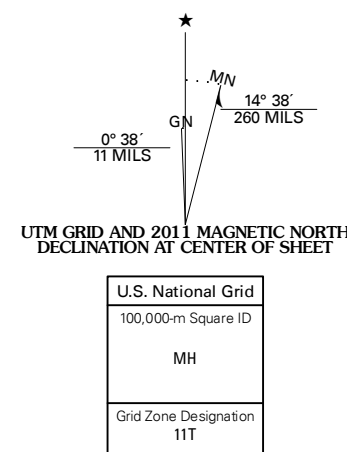 ★
MN
GN
14° 38´
260 MILS
0° 38´
11 MILS
UTM GRID AND 2011 MAGNETIC NORTH
DECLINATION AT CENTER OF SHEET
U.S. National Grid
100,000-m Square ID
MH
Grid Zone Designation
11T